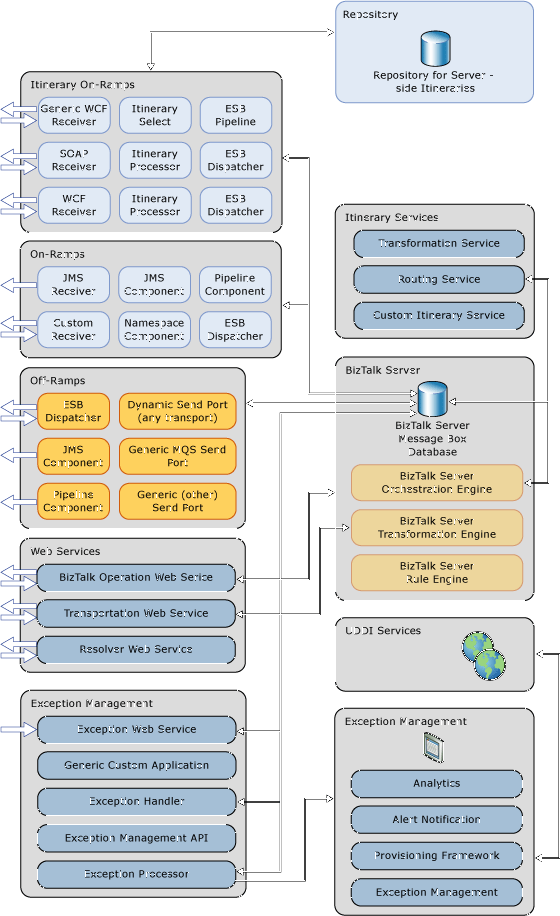 Repository
Repository for Server -
side Itineraries
Itinerary On-Ramps
Generic WCF
Receiver
Itinerary
Select
ESB
Pipeline
SOAP
Receiver
Itinerary
Processor
ESB
Dispatcher
WCF
Receiver
Itinerary
Processor
ESB
Dispatcher
Itinerary Services
Transformation Service
Routing Service
Custom Itinerary Service
On-Ramps
JMS
Receiver
JMS
Component
Pipeline
Component
Custom
Receiver
Namespace
Component
ESB
Dispatcher
BizTalk Server
BizTalk Server
Message Box
Database
BizTalk Server
Orchestration Engine
BizTalk Server
Transformation Engine
BizTalk Server
Rule Engine
Off-Ramps
ESB
Dispatcher
Dynamic Send Port
(any transport)
JMS
Component
Generic MQS Send
Port
Pipeline
Component
Generic (other)
Send Port
Web Services
BizTalk Operation Web Serice
Transportation Web Service
Resolver Web Service
UDDI Services
Exception Management
Exception Web Service
Generic Custom Application
Exception Handler
Exception Management API
Exception Processor
Exception Management
Analytics
Alert Notification
Provisioning Framework
Exception Management